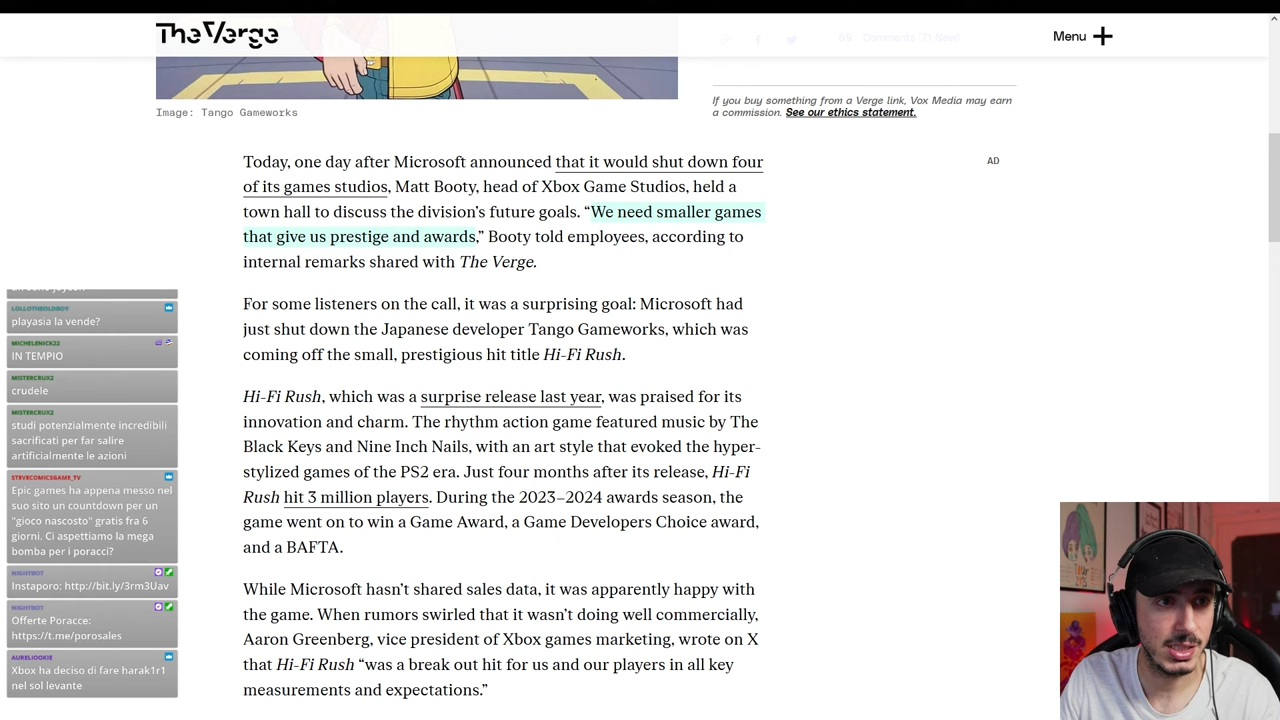 The Verge
69 Comments (71 New)
Menu
Image: Tango Gameworks
If you buy something from a Verge link, Vox Media may earn
a commission. See our ethics statement.
AD
Today, one day after Microsoft announced that it would shut down four
of its games studios, Matt Booty, head of Xbox Game Studios, held a
town hall to discuss the division’s future goals. “We need smaller games
that give us prestige and awards,” Booty told employees, according to
internal remarks shared with The Verge.
For some listeners on the call, it was a surprising goal: Microsoft had
just shut down the Japanese developer Tango Gameworks, which was
coming off the small, prestigious hit title Hi-Fi Rush.
Hi-Fi Rush, which was a surprise release last year, was praised for its
innovation and charm. The rhythm action game featured music by The
Black Keys and Nine Inch Nails, with an art style that evoked the hyper-
stylized games of the PS2 era. Just four months after its release, Hi-Fi
Rush hit 3 million players. During the 2023–2024 awards season, the
game went on to win a Game Award, a Game Developers Choice award,
and a BAFTA.
While Microsoft hasn’t shared sales data, it was apparently happy with
the game. When rumors swirled that it wasn’t doing well commercially,
Aaron Greenberg, vice president of Xbox games marketing, wrote on X
that Hi-Fi Rush “was a break out hit for us and our players in all key
measurements and expectations.”
LOLLOTHEOLDBOY
playasia la vende?
MICHELENICK22
IN TEMPIO
MISTERCRUX2
crudele
MISTERCRUX2
studi potenzialmente incredibili
sacrificati per far salire
artificialmente le azioni
STEVECOMICSGAME_TV
Epic games ha appena messo nel
suo sito un countdown per un
"gioco nascosto" gratis fra 6
giorni. Ci aspettiamo la mega
bomba per i poracci?
NIGHTBOT
Instaporo: http://bit.ly/3rm3Uav
NIGHTBOT
Offerte Poracce:
https://t.me/porosales
AURELIOOKIE
Xbox ha deciso di fare harak1r1
nel sol levante